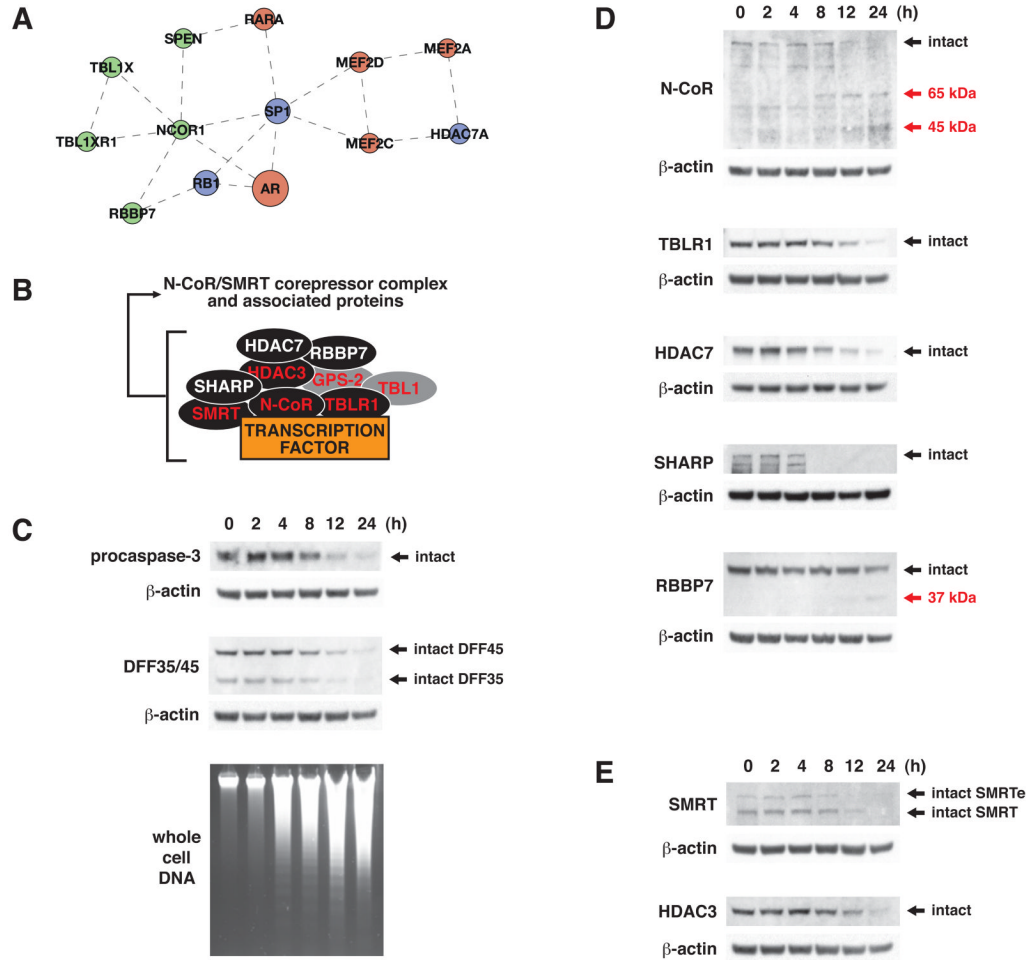 A
RARA
SPEN
TBL1X
MEF2D
MEF2A
SP1
TBL1XR1
NCOR1
MEF2C
HDAC7A
RB1
AR
RBBP7
B
N-CoR/SMRT corepressor complex
and associated proteins
HDAC7
RBBP7
HDAC3
GPS-2
SHARP
TBL1
SMRT
N-CoR
TBLR1
TRANSCRIPTION
FACTOR
C
0 2 4 8 12 24 (h)
procaspase-3
intact
β-actin
DFF35/45
intact DFF45
intact DFF35
β-actin
whole
cell
DNA
D
0 2 4 8 12 24 (h)
N-CoR
intact
65 kDa
45 kDa
β-actin
TBLR1
intact
β-actin
HDAC7
intact
β-actin
SHARP
intact
β-actin
RBBP7
intact
37 kDa
β-actin
E
0 2 4 8 12 24 (h)
SMRT
intact SMRTe
intact SMRT
β-actin
HDAC3
intact
β-actin